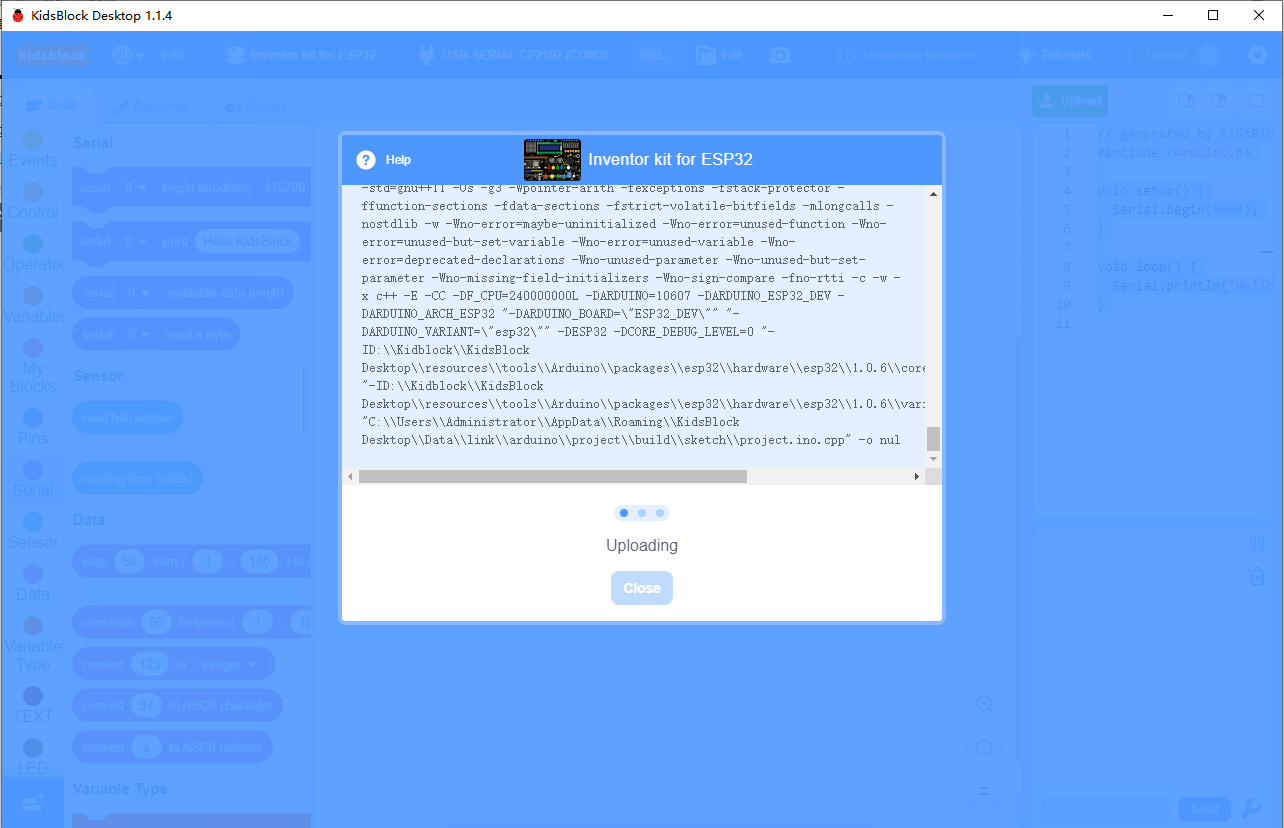 KidsBlock Desktop 1.1.4
kidsblock
Edit
Inventor kit for ESP32
USB-SERIAL CP2102 (COM3)
Kid...
File
Download firmware
Tutorials
Upload
Code
Costumes
Sounds
Upload
Events
Control
Operator
Variables
My
Blocks
Pins
Serial
Sensor
Data
Variable
Type
TEXT
LED
Serial
serial 0 begin baudrate 115200
serial 0 print Hello KidsBlock
serial 0 available data length
serial 0 read a byte
Sensor
read hall sensor
running time (millis)
Data
map 50 from ( 1 , 100 ) to (
constrain 50 between ( 1 , 10
convert 123 to integer
convert 97 to ASCII character
convert a to ASCII nubmer
Variable Type
? Help
Inventor kit for ESP32
-std=gnu++11 -Os -g3 -Wpointer-arith -fexceptions -fstack-protector -
ffunction-sections -fdata-sections -fstrict-volatile-bitfields -mlongcalls -
nostdlib -w -Wno-error=maybe-uninitialized -Wno-error=unused-function -Wno-
error=unused-but-set-variable -Wno-error=unused-variable -Wno-
error=deprecated-declarations -Wno-unused-parameter -Wno-unused-but-set-
parameter -Wno-missing-field-initializers -Wno-sign-compare -fno-rtti -c -w -
x c++ -E -CC -DF_CPU=240000000L -DARDUINO=10607 -DARDUINO_ESP32_DEV -
DARDUINO_ARCH_ESP32 "-DARDUINO_BOARD=\"ESP32_DEV\"" "-
DARDUINO_VARIANT=\"esp32\"" -DESP32 -DCORE_DEBUG_LEVEL=0 "-
ID:\\Kidblock\\KidsBlock
Desktop\\resources\\tools\\Arduino\\packages\\esp32\\hardware\\esp32\\1.0.6\\core
"-ID:\\Kidblock\\KidsBlock
Desktop\\resources\\tools\\Arduino\\packages\\esp32\\hardware\\esp32\\1.0.6\\vari
"C:\\Users\\Administrator\\AppData\\Roaming\\KidsBlock
Desktop\\Data\\link\\arduino\\project\\build\\sketch\\project.ino.cpp" -o nul
Uploading
Close
1 // generated by KidsBlo
2 #include <Arduino.h>
3
4 void setup() {
5 Serial.begin(9600);
6 }
7
8 void loop() {
9 Serial.println("Hello
10 }
11
Send